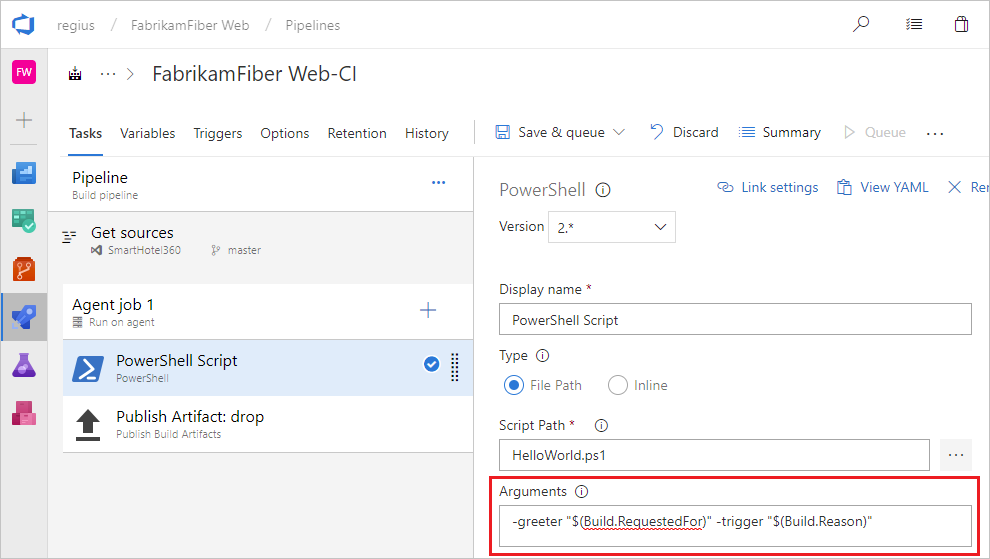 regius / FabrikamFiber Web / Pipelines
FW
··· > FabrikamFiber Web-CI
Tasks Variables Triggers Options Retention History
Save & queue Discard Summary Queue ...
Pipeline
Build pipeline
Get sources
SmartHotel360 master
Agent job 1
Run on agent
PowerShell Script
PowerShell
Publish Artifact: drop
Publish Build Artifacts
PowerShell Link settings View YAML Rer
Version 2.*
Display name *
PowerShell Script
Type
File Path Inline
Script Path *
HelloWorld.ps1
Arguments
-greeter "$(Build.RequestedFor)" -trigger "$(Build.Reason)"